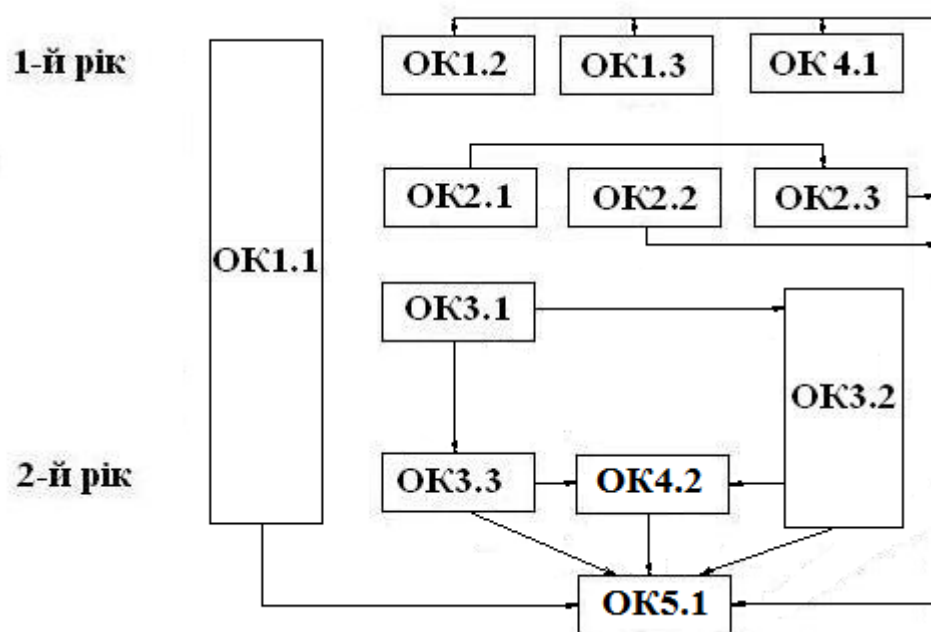 1-й рік
ОК1.2
ОК1.3
ОК 4.1
ОК2.1
ОК2.2
ОК2.3
ОК1.1
ОК3.1
ОК3.2
2-й рік
ОК3.3
ОК4.2
ОК5.1